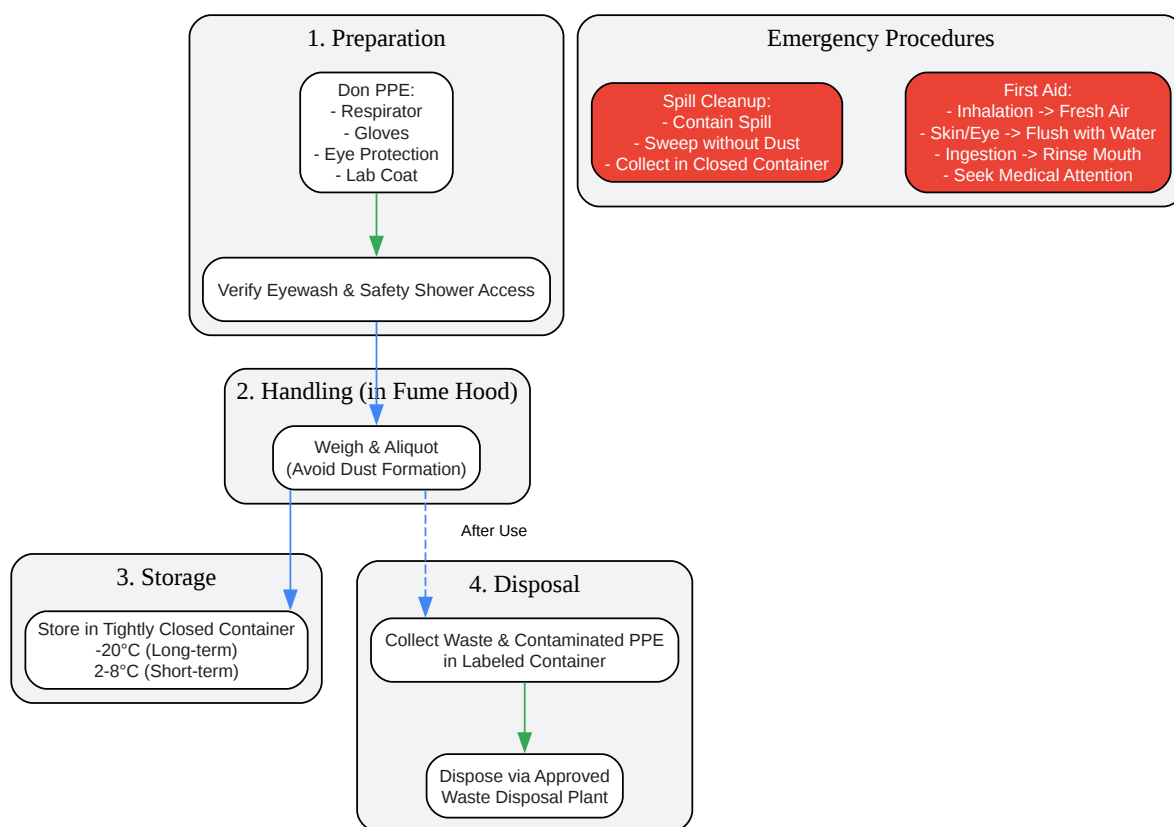 1. Preparation
Don PPE:
- Respirator
- Gloves
- Eye Protection
- Lab Coat
Verify Eyewash & Safety Shower Access
Emergency Procedures
Spill Cleanup:
- Contain Spill
- Sweep without Dust
- Collect in Closed Container
First Aid:
- Inhalation -> Fresh Air
- Skin/Eye -> Flush with Water
- Ingestion -> Rinse Mouth
- Seek Medical Attention
2. Handling (in Fume Hood)
Weigh & Aliquot
(Avoid Dust Formation)
After Use
3. Storage
Store in Tightly Closed Container
-20°C (Long-term)
2-8°C (Short-term)
4. Disposal
Collect Waste & Contaminated PPE
in Labeled Container
Dispose via Approved
Waste Disposal Plant